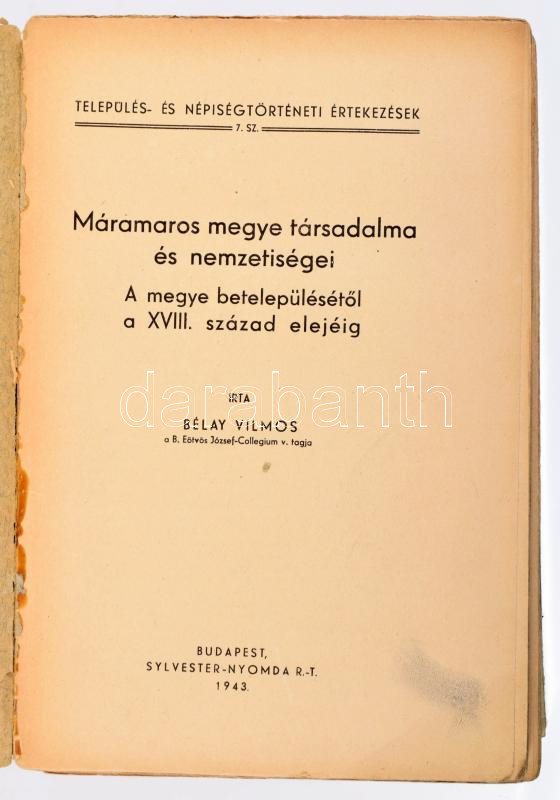 TELEPÜLÉS- ÉS NÉPISÉGTÖRTÉNETI ÉRTEKEZÉSEK
7. SZ.
Máramaros megye társadalma
és nemzetiségei
A megye betelepülésétől
a XVIII. század elejéig
ÍRTA
BÉLAY VILMOS
a B. Eötvös József-Collegium v. tagja
darabanth
BUDAPEST,
SYLVESTER-NYOMDA R.-T.
1943.